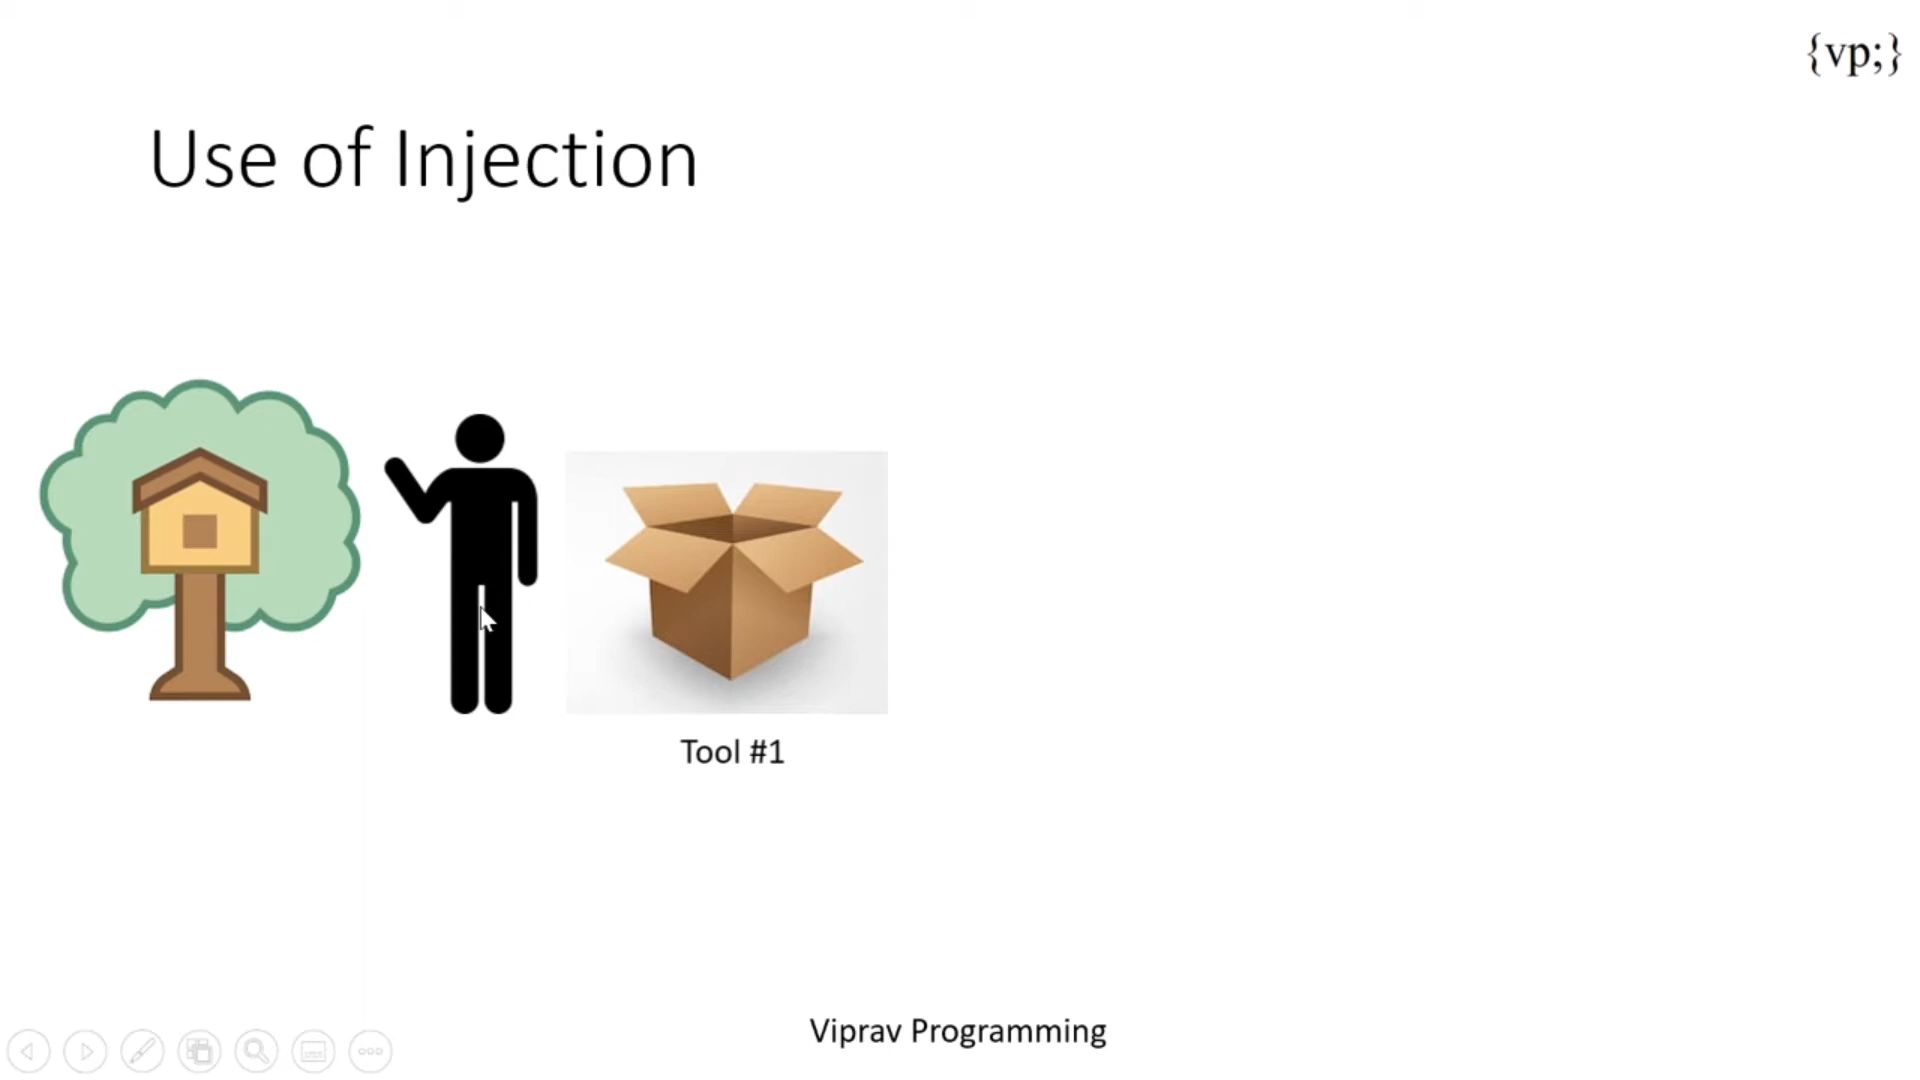 {vp;}
Use of Injection
Tool #1
Viprav Programming